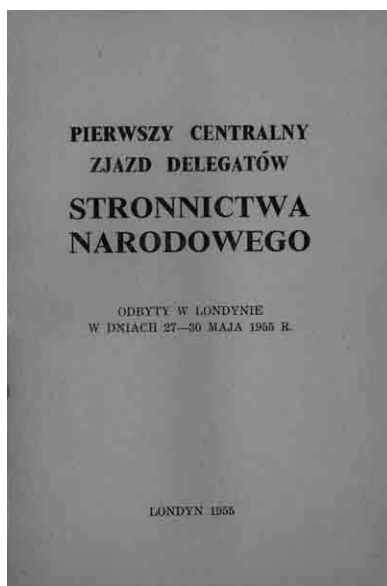 PIERWSZY CENTRALNY
ZJAZD DELEGATÓW
STRONNICTWA
NARODOWEGO
ODBYTY W LONDYNIE
W DNIACH 27—30 MAJA 1955 R.
LONDYN 1955